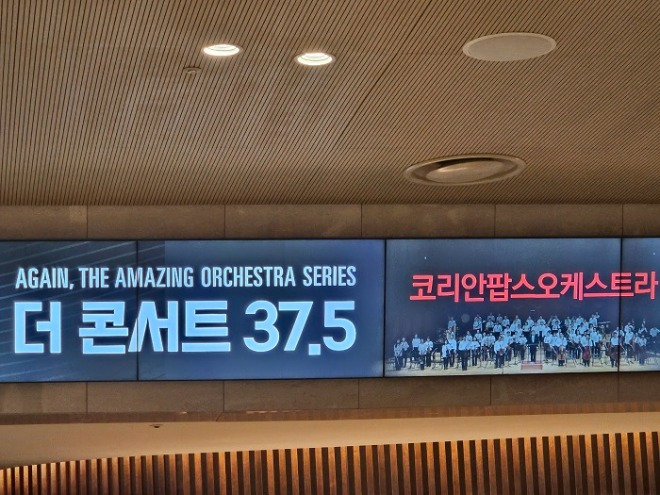 AGAIN, THE AMAZING ORCHESTRA SERIES
더 콘서트 37.5
코리안팝스오케스트라